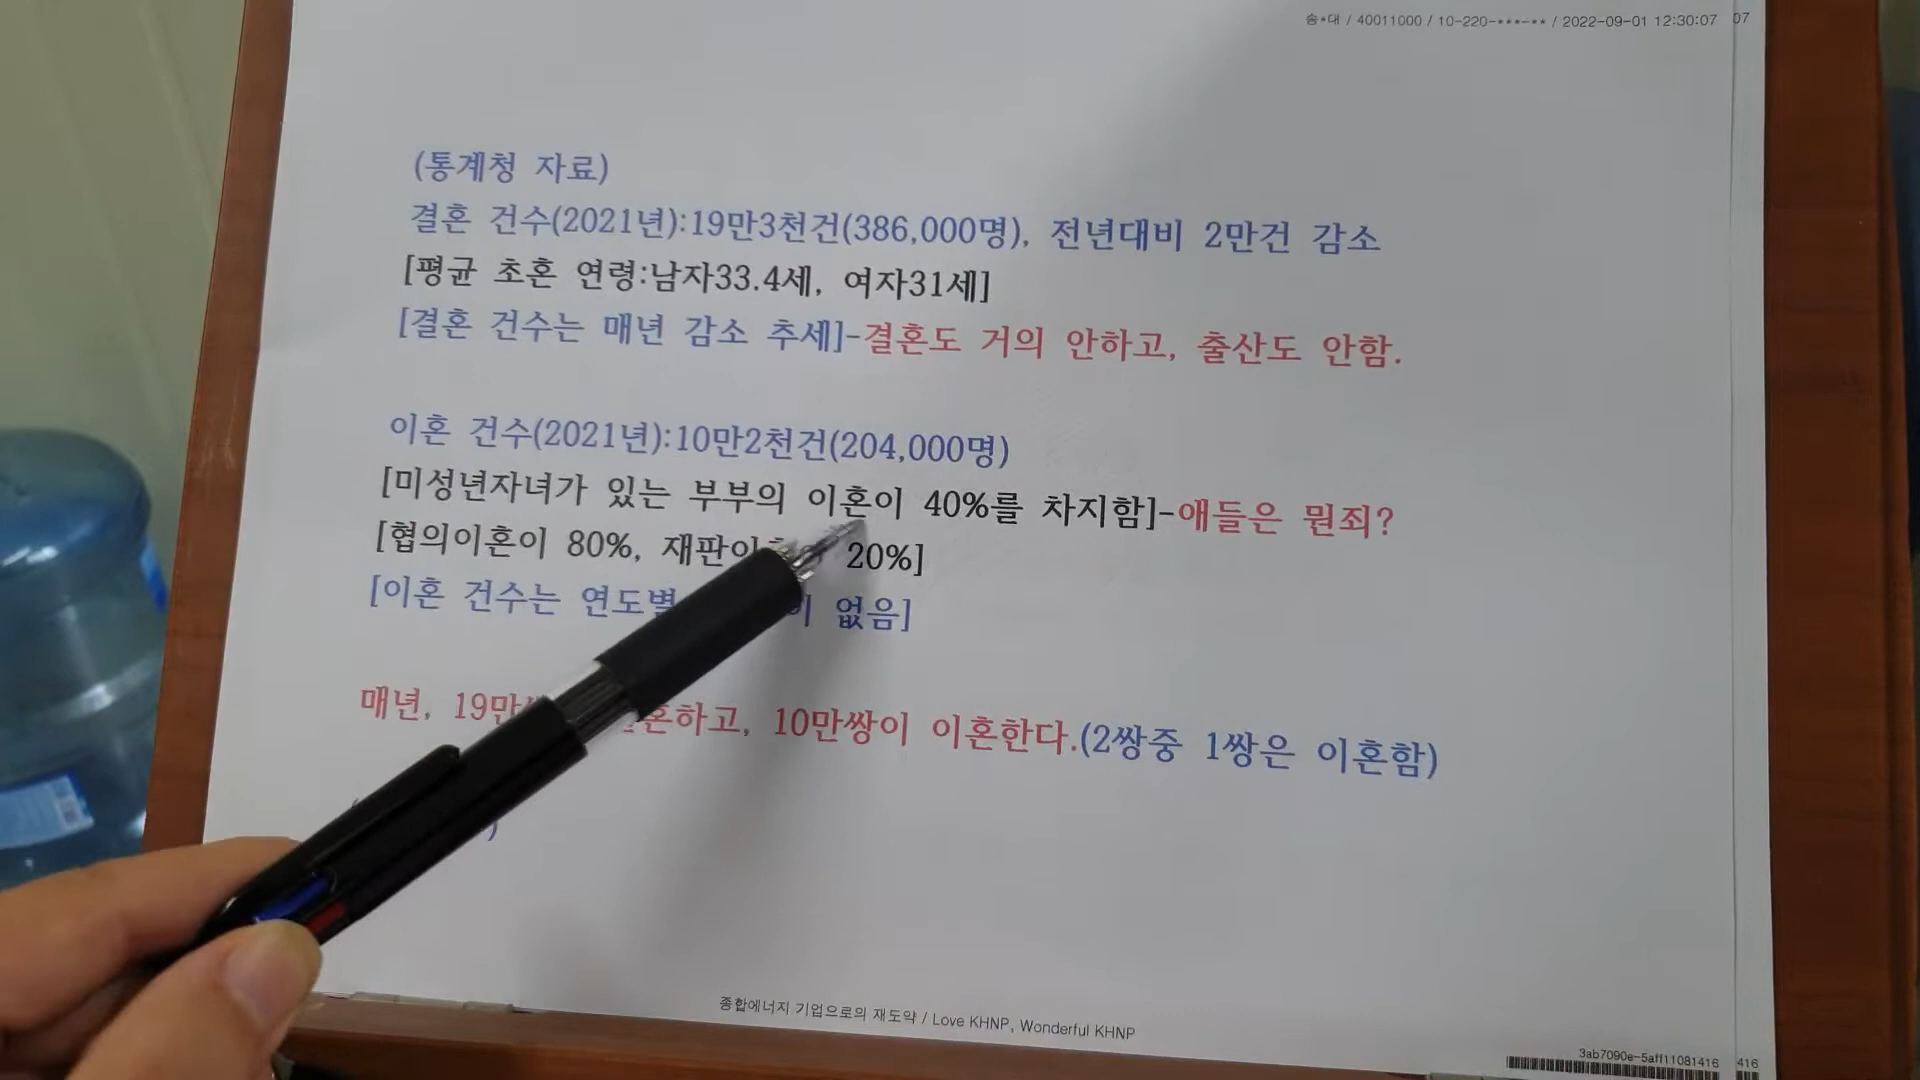 송*대 / 40011000 / 10-220-***-** / 2022-09-01 12:30:07 07
(통계청 자료)
결혼 건수(2021년):19만3천건(386,000명), 전년대비 2만건 감소
[평균 초혼 연령:남자33.4세, 여자31세]
[결혼 건수는 매년 감소 추세]-결혼도 거의 안하고, 출산도 안함.
이혼 건수(2021년):10만2천건(204,000명)
[미성년자녀가 있는 부부의 이혼이 40%를 차지함]-애들은 뭔죄?
[협의이혼이 80%, 20%]
[이혼 건수는 연도별 없음]
매년, 10만쌍이 이혼한다.(2쌍중 1쌍은 이혼함)
종합에너지 기업으로의 재도약 / Love KHNP, Wonderful KHNP
3ab7090e-5aff11081416 416